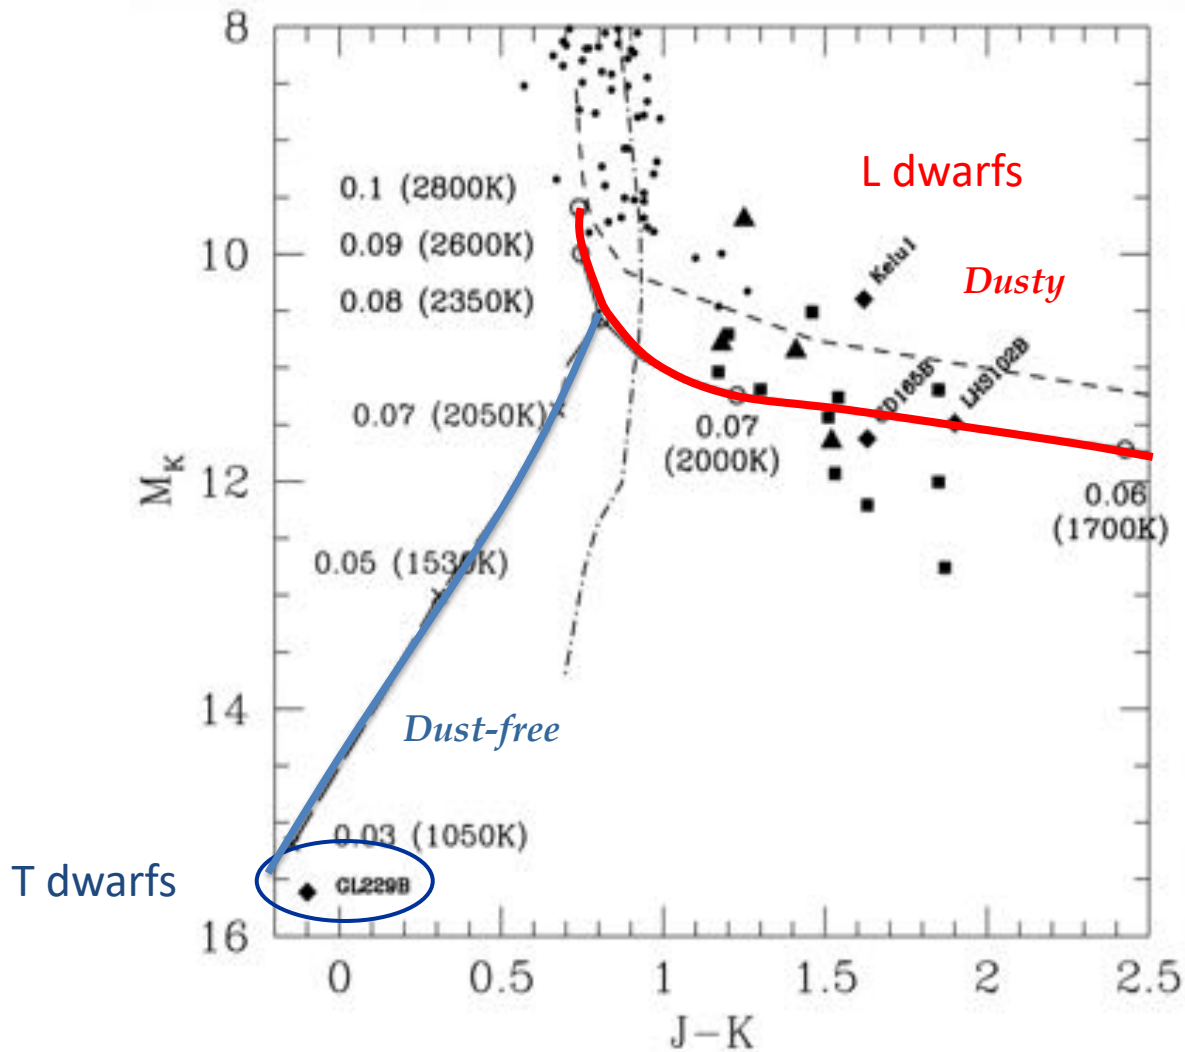 8
0.1 (2800K)
L dwarfs
0.09 (2600K)
Kelu1
10
Dusty
0.08 (2350K)
LHS102B
GD165B
0.07 (2050K)
0.07
(2000K)
M_K
12
0.06
(1700K)
0.05 (1530K)
14
Dust-free
0.03 (1050K)
T dwarfs
GL229B
16
0 0.5 1 1.5 2 2.5
J-K